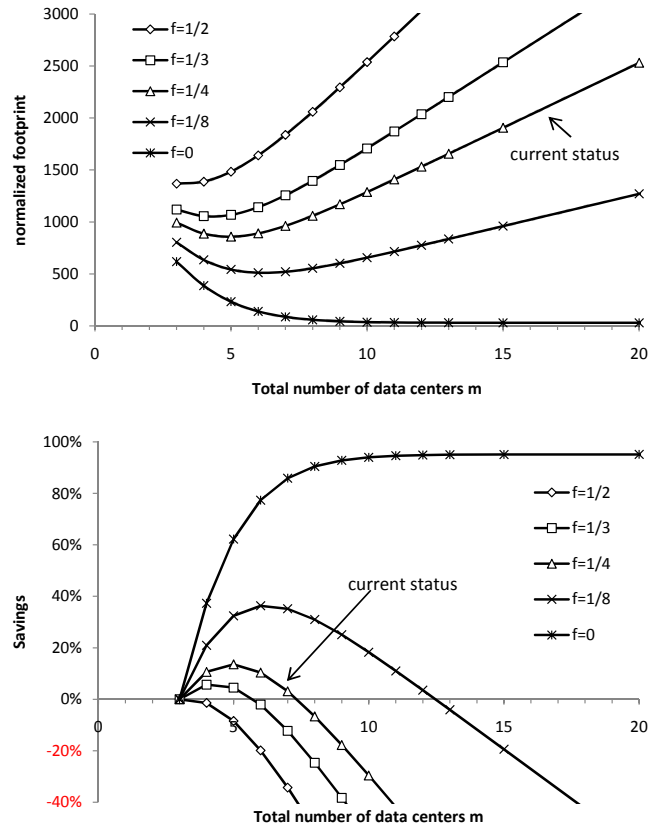 3000
2500
2000
1500
1000
500
0
normalized footprint
f=1/2
f=1/3
f=1/4
f=1/8
f=0
current status
0 5 10 15 20
Total number of data centers m
100%
80%
60%
40%
20%
0%
-20%
-40%
Savings
current status
f=1/2
f=1/3
f=1/4
f=1/8
f=0
0 5 10 15 20
Total number of data centers m